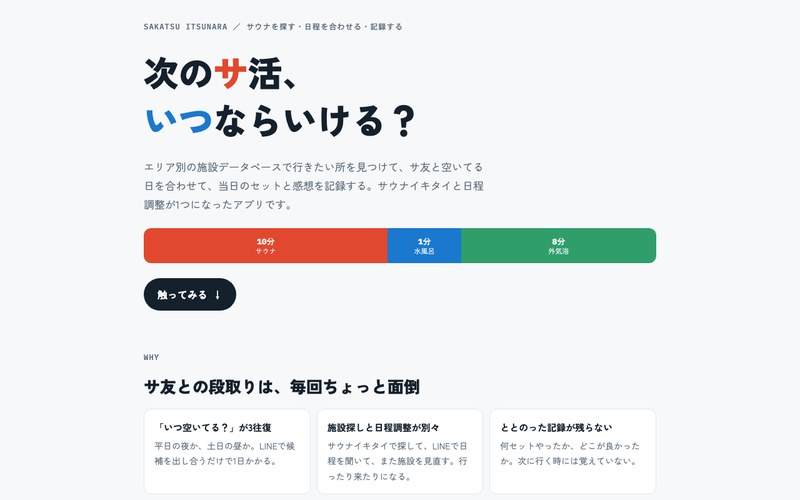 SAKATSU ITSUNARA ／ サウナを探す・日程を合わせる・記録する
次のサ活、
いつならいける？
エリア別の施設データベースで行きたい所を見つけて、サ友と空いてる
日を合わせて、当日のセットと感想を記録する。サウナイキタイと日程
調整が1つになったアプリです。
10分
サウナ
1分
水風呂
8分
外気浴
触ってみる ↓
WHY
サ友との段取りは、毎回ちょっと面倒
「いつ空いてる？」が3往復
平日の夜か、土日の昼か。LINEで候
補を出し合うだけで1日かかる。
施設探しと日程調整が別々
サウナイキタイで探して、LINEで日
程を聞いて、また施設を見直す。行
ったり来たりになる。
ととのった記録が残らない
何セットやったか、どこが良かった
か。次に行く時には覚えていない。